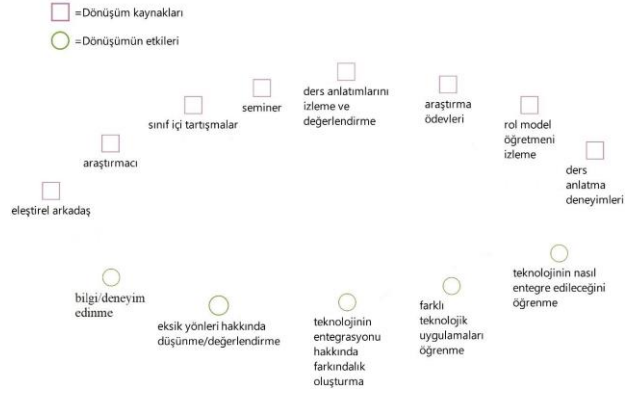 =Dönüşüm kaynakları
=Dönüşümün etkileri
ders anlatımlarını
izleme ve
değerlendirme
seminer
sınıf içi tartışmalar
araştırma
ödevleri
rol model
öğretmeni
izleme
araştırmacı
ders
anlatma
deneyimleri
eleştirel arkadaş
bilgi/deneyim
edinme
eksik yönleri hakkında
düşünme/değerlendirme
teknolojinin
entegrasyonu
hakkında
farkındalık
oluşturma
farklı
teknolojik
uygulamaları
öğrenme
teknolojinin nasıl
entegre edileceğini
öğrenme